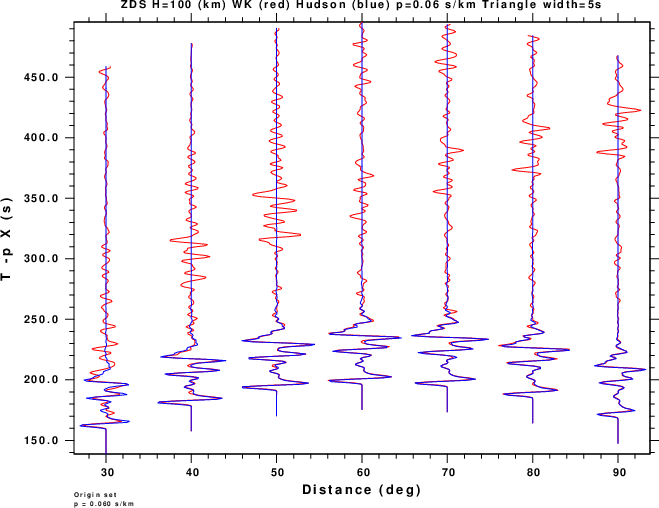 ZDS H=100 (km) WK (red) Hudson (blue) p=0.06 s/km Triangle width=5s
450.0
400.0
350.0
300.0
250.0
200.0
150.0
T -p X (s)
30 40 50 60 70 80 90
Distance (deg)
Origin set
p = 0.060 s/km